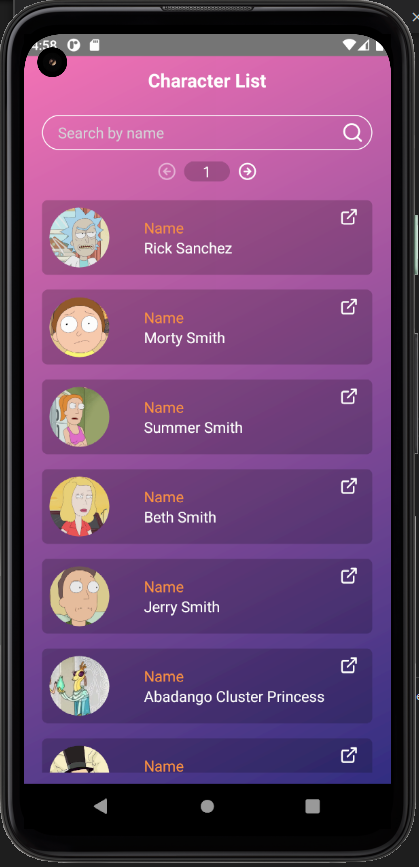 4:58
Character List
Search by name
1
Name
Rick Sanchez
Name
Morty Smith
Name
Summer Smith
Name
Beth Smith
Name
Jerry Smith
Name
Abadango Cluster Princess
Name